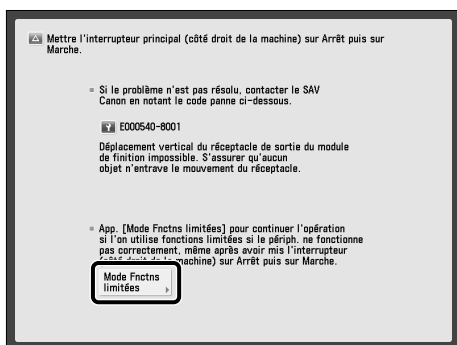 Mettre l'interrupteur principal (côté droit de la machine) sur Arrêt puis sur
Marche.
Si le problème n'est pas résolu, contacter le SAV
Canon en notant le code panne ci-dessous.
E000540-8001
Déplacement vertical du réceptacle de sortie du module
de finition impossible. S'assurer qu'aucun
objet n'entrave le mouvement du réceptacle.
App. [Mode Fnctns limitées] pour continuer l'opération
si l'on utilise fonctions limitées si le périph. ne fonctionne
pas correctement, même après avoir mis l'interrupteur
(côté droit de la machine) sur Arrêt puis sur Marche.
Mode Fnctns
limitées